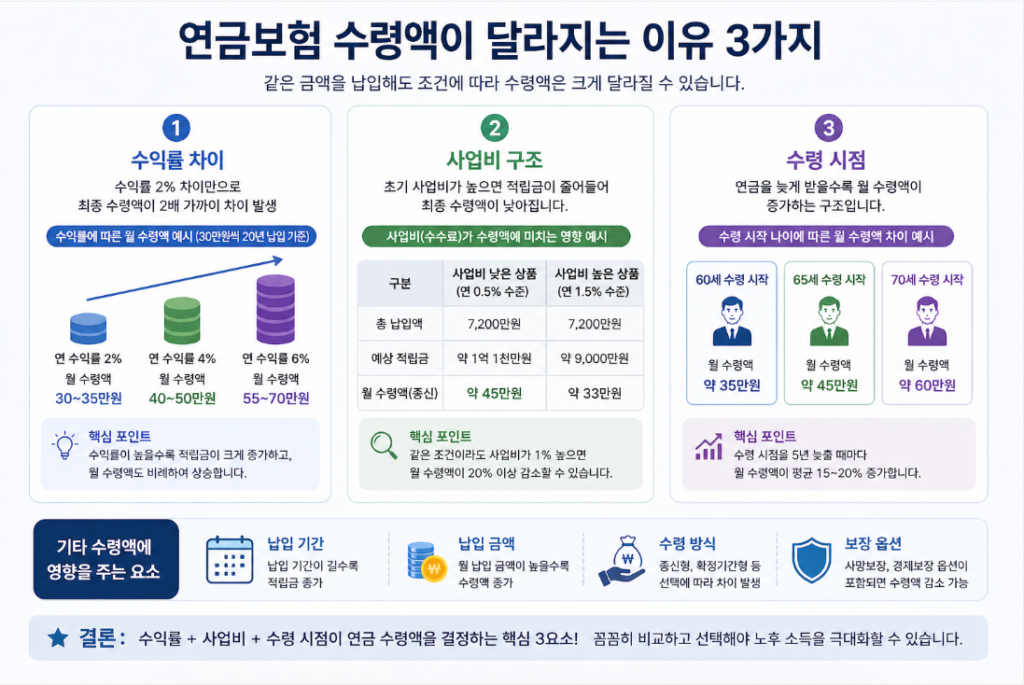 연금보험 수령액이 달라지는 이유 3가지
같은 금액을 납입해도 조건에 따라 수령액은 크게 달라질 수 있습니다.
1
수익률 차이
수익률 2% 차이만으로
최종 수령액이 2배 가까이 차이 발생
수익률에 따른 월 수령액 예시 (30만원씩 20년 납입 기준)
연 수익률 2%
월 수령액
30~35만원
연 수익률 4%
월 수령액
40~50만원
연 수익률 6%
월 수령액
55~70만원
핵심 포인트
수익률이 높을수록 적립금이 크게 증가하고,
월 수령액도 비례하여 상승합니다.
2
사업비 구조
초기 사업비가 높으면 적립금이 줄어들어
최종 수령액이 낮아집니다.
사업비(수수료)가 수령액에 미치는 영향 예시
구분
사업비 낮은 상품
(연 0.5% 수준)
사업비 높은 상품
(연 1.5% 수준)
총 납입액
7,200만원
7,200만원
예상 적립금
약 1억 1천만원
약 9,000만원
월 수령액(종신)
약 45만원
약 33만원
핵심 포인트
같은 조건이라도 사업비가 1% 높으면
월 수령액이 20% 이상 감소할 수 있습니다.
3
수령 시점
연금을 늦게 받을수록 월 수령액이
증가하는 구조입니다.
수령 시작 나이에 따른 월 수령액 차이 예시
60세 수령 시작
월 수령액
약 35만원
65세 수령 시작
월 수령액
약 45만원
70세 수령 시작
월 수령액
약 60만원
핵심 포인트
수령 시점을 5년 늦출 때마다
월 수령액이 평균 15~20% 증가합니다.
기타 수령액에
영향을 주는 요소
납입 기간
납입 기간이 길수록
적립금 증가
₩
납입 금액
월 납입 금액이 높을수록
수령액 증가
₩
수령 방식
종신형, 확정기간형 등
선택에 따라 차이 발생
보장 옵션
사망보장, 경제보장 옵션이
포함되면 수령액 감소 가능
결론 : 수익률 + 사업비 + 수령 시점이 연금 수령액을 결정하는 핵심 3요소! 꼼꼼히 비교하고 선택해야 노후 소득을 극대화할 수 있습니다.